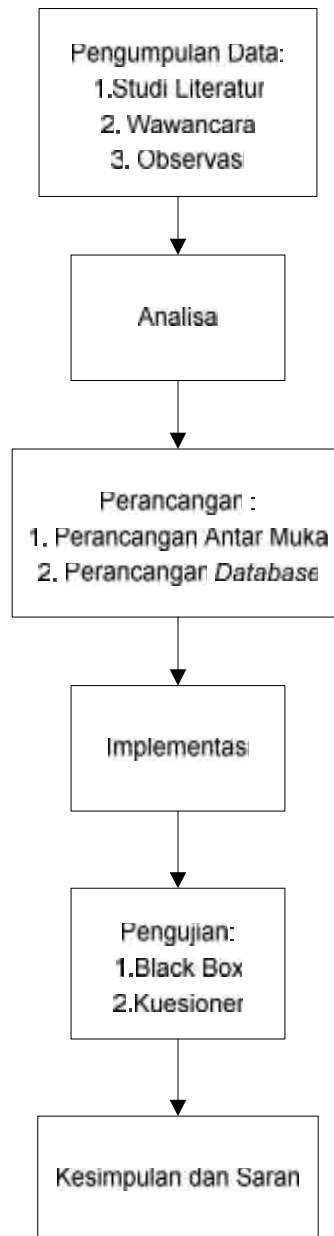 Pengumpulan Data:
1.Studi Literatur
2. Wawancara
3. Observasi
Analisa
Perancangan :
1. Perancangan Antar Muka
2. Perancangan Database
Implementasi
Pengujian:
1.Black Box
2.Kuesioner
Kesimpulan dan Saran